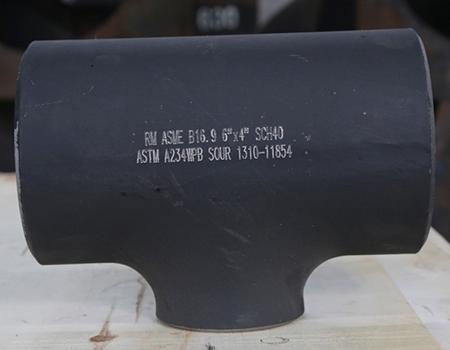 RM ASME B16.9 6"x4" SCH40
ASTM A234WPB SOUR 1310-11854